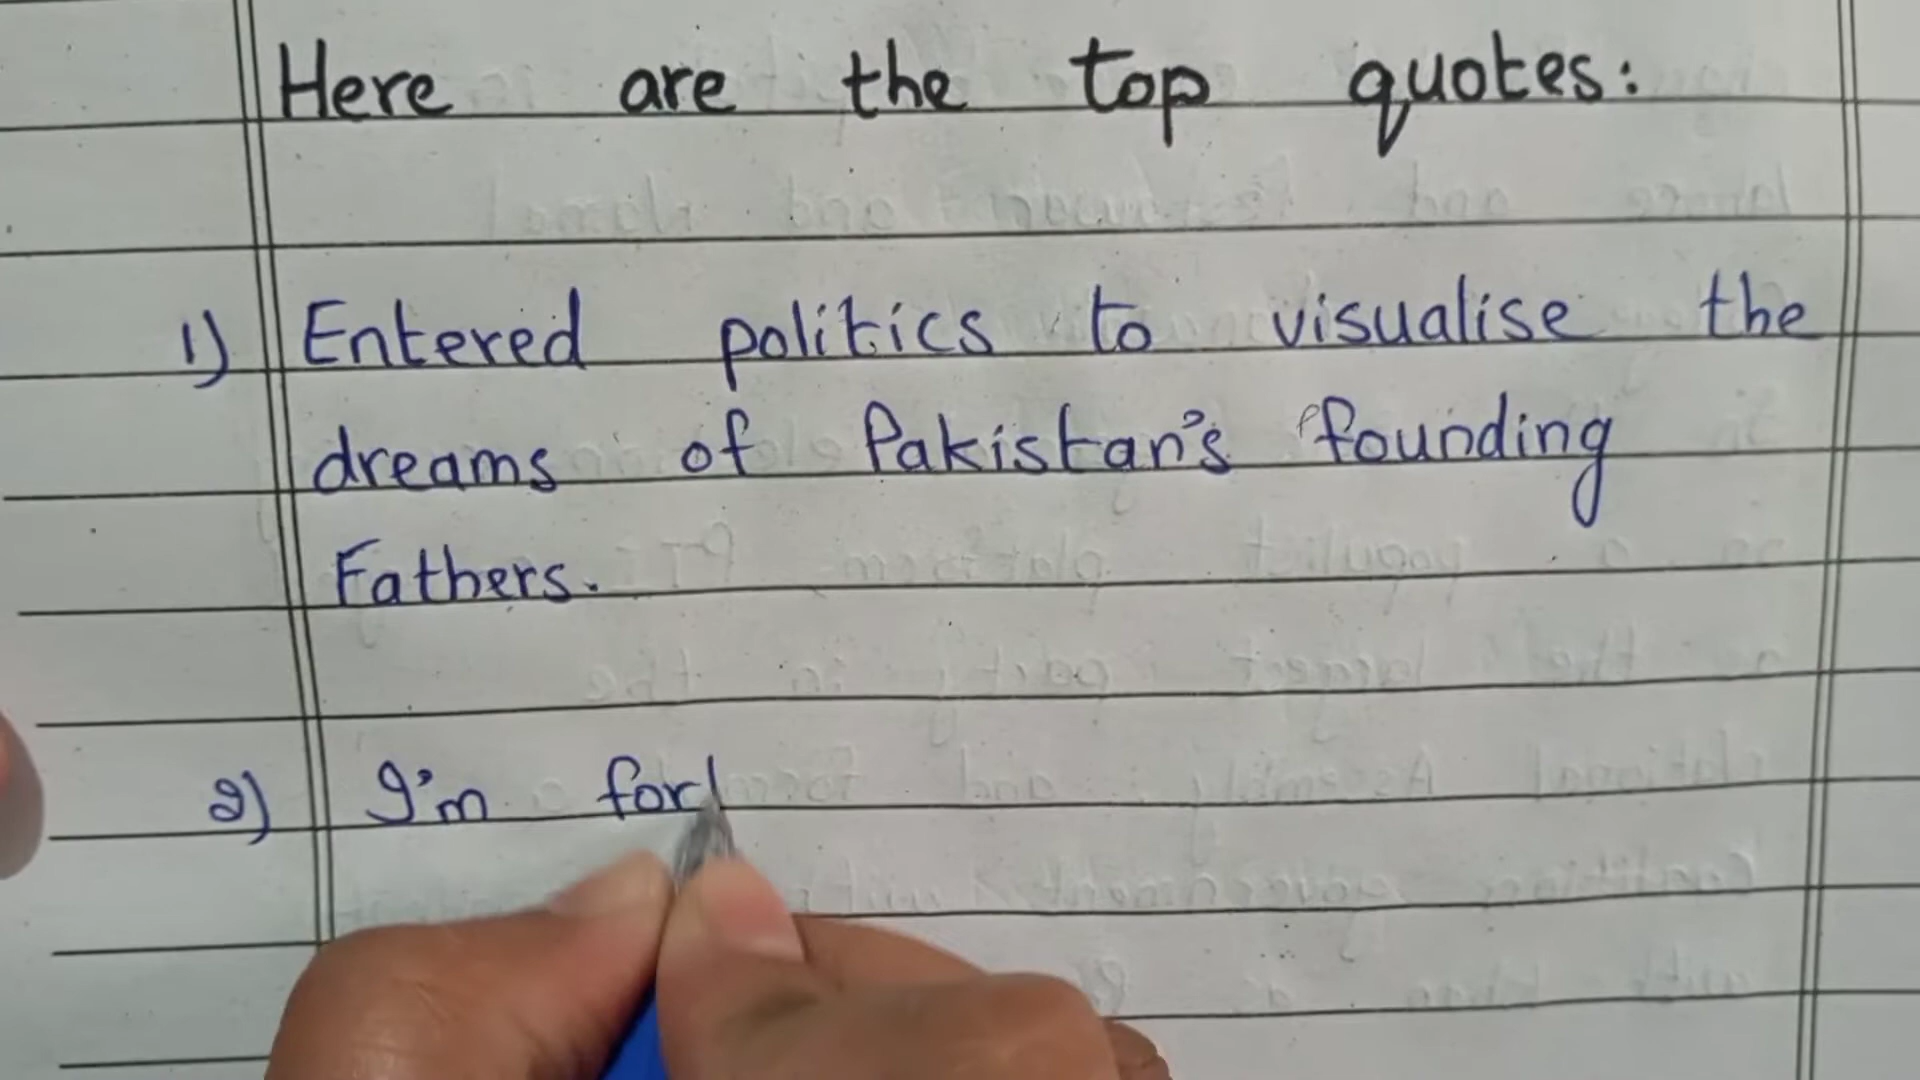 Here are the top quotes:
1) Entered politics to visualise the
dreams of Pakistan's founding
Fathers.
2) I'm for